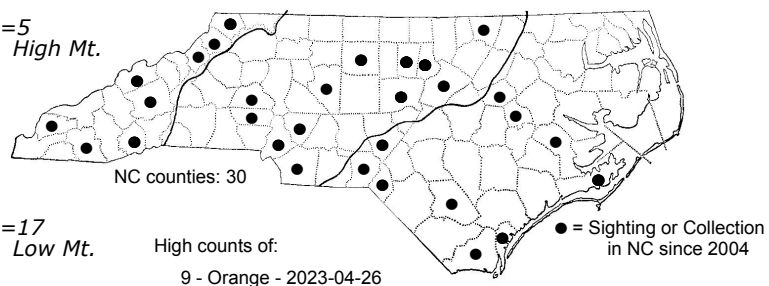 =5
High Mt.
NC counties: 30
=17
Low Mt.
High counts of:
9 - Orange - 2023-04-26
● = Sighting or Collection
in NC since 2004